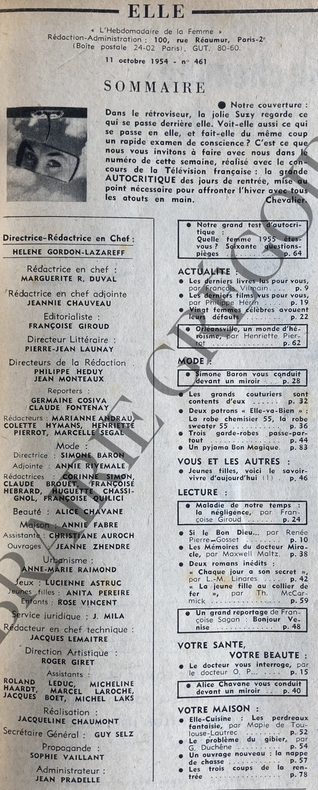 ELLE
« L'Hebdomadaire de la Femme »
Rédaction-Administration : 100, rue Réaumur, Paris-2e
(Boîte postale 24-02 Paris), GUT. 80-60.
11 octobre 1954 - n° 461
SOMMAIRE
● Notre couverture :
Dans le rétroviseur, la jolie Suzy regarde ce
qui se passe derrière elle. Voit-elle aussi ce qui
se passe en elle, et fait-elle du même coup
un rapide examen de conscience ? C'est ce que
nous vous invitons à faire avec nous dans le
numéro de cette semaine, réalisé avec le con-
cours de la Télévision française : la grande
AUTOCRITIQUE des jours de rentrée, mise au
point nécessaire pour affronter l'hiver avec tous
les atouts en main. Chevalier.
Directrice-Rédactrice en Chef :
HELENE GORDON-LAZAREFF
Rédactrice en chef :
MARGUERITE R. DUVAL
Rédactrice en chef adjointe
JEANNIE CHAUVEAU
Editorialiste :
FRANÇOISE GIROUD
Directeur Littéraire :
PIERRE-JEAN LAUNAY
Directeurs de la Rédaction
PHILIPPE HEDUY
JEAN MONTEAUX
Reporters :
GERMAINE COSIVA
CLAUDE FONTENAY
Rédacteurs : MARIANNE ANDRAU
COLETTE HYMANS, HENRIETTE
PIERROT, MARCELLE SEGAL
Mode :
Directrice : SIMONE BARON
Adjointe : ANNIE RIVEMALE
Rédactrices : CORINNE SIMON,
CLAUDE BROUET, FRANÇOISE
HEBRARD, HUGUETTE CHASSI-
GNOL, FRANÇOISE QUILICI
Beauté : ALICE CHAVANE
Maison : ANNIE FABRE
Assistante : CHRISTIANE AUROCH
Ouvrages : JEANNE ZHENDRE
Urbanisme :
ANNE-MARIE RAIMOND
Jeux : LUCIENNE ASTRUC
Jeunes filles : ANITA PEREIRE
Enfants : ROSE VINCENT
Service juridique : J. MILA
Rédacteur en chef technique :
JACQUES LEMAITRE
Direction Artistique :
ROGER GIRET
Assistants :
ROLAND LEDUC, MICHELINE
HAARDT, MARCEL LAROCHE,
JACQUES BOET, MICHEL LAKS
Réalisation :
JACQUELINE CHAUMONT
Secrétaire Général : GUY SELZ
Propagande :
SOPHIE VAILLANT
Administrateur :
JEAN PRADELLE
● Notre grand test d'autocri-
tique :
Quelle femme 1955 êtes-
vous ? Soixante questions-
pièges p. 64
ACTUALITE :
● Les derniers livres lus pour vous,
par François Nourissin p. 9
● Les derniers films vus pour vous,
par Philippe Hérin p. 19
● Vingt femmes célèbres avouent
leurs défauts p. 22
● Orléansville, un monde d'hé-
roïsme, par Henriette Pier-
rot p. 62
MODE :
● Simone Baron vous conduit
devant un miroir p. 28
● Les grands couturiers sont
contents d'eux p. 32
● Deux patrons « Elle-va-Bien » :
La robe chemisier 55, la robe
sweater 55 p. 36
● Trois garde-robes passe-par-
tout p. 44
● Un pyjama Bon Magique. p. 83
VOUS ET LES AUTRES :
● Jeunes filles, voici le savoir-
vivre d'aujourd'hui (1) p. 46
LECTURE :
● Maladie de notre temps :
la négligence, par Fran-
çoise Giroud p. 24
● Si le Bon Dieu... par Renée
Pierre-Gosset p. 10
● Les Mémoires du docteur Mira-
cle, par Maxwell Maltz. p. 38
● Deux romans inédits :
« Chaque jour a son secret »,
par L.-M. Linares p. 42
« La jeune fille au collier de
fer », par Th. McCor-
mick p. 59
● Un grand reportage de Fran-
çoise Sagan : Bonjour Ve-
nise p. 48
VOTRE SANTE,
VOTRE BEAUTE :
● Le docteur vous interroge, par
le docteur O. P. p. 15
● Alice Chavane vous conduit
devant un miroir p. 40
VOTRE MAISON :
● Elle-Cuisine : Les perdreaux
fantaisie, par Mapie de Tou-
louse-Lautrec p. 52
● Le problème du gibier, par
G. Duchêne p. 54
● Un ouvrage nouveau : la nappe
de chasse p. 57
● Les trois coups de la ren-
trée p. 78